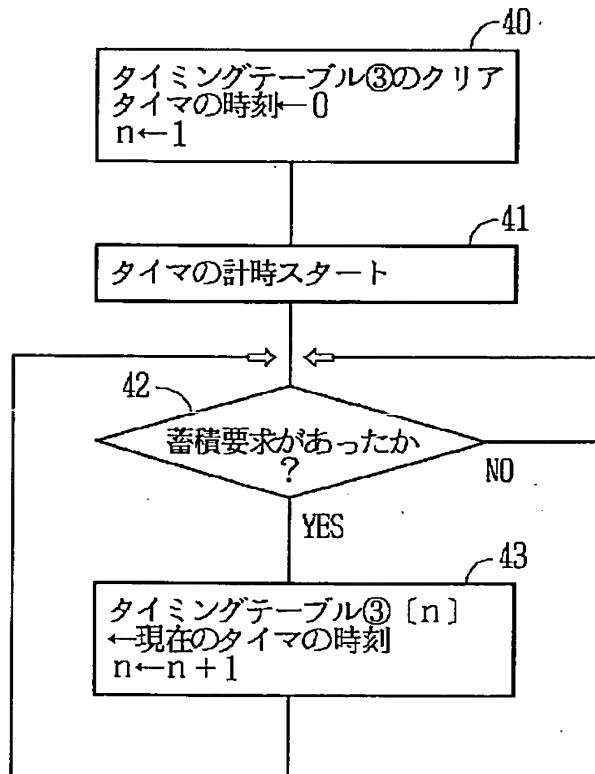 40
タイミングテーブル③のクリア
タイマの時刻←0
n←1
41
タイマの計時スタート
42
蓄積要求があったか
?
NO
YES
43
タイミングテーブル③〔n〕
←現在のタイマの時刻
n←n+1